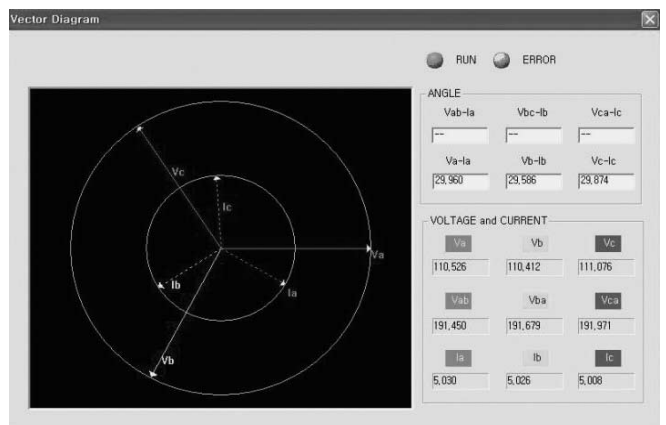 Vector Diagram
RUN
ERROR
Vc
Ic
Va
Ib
Ia
Vb
ANGLE
Vab-Ia Vbc-Ib Vca-Ic
-- -- --
Va-Ia Vb-Ib Vc-Ic
29,960 29,586 29,874
VOLTAGE and CURRENT
Va Vb Vc
110,526 110,412 111,076
Vab Vba Vca
191,450 191,679 191,971
Ia Ib Ic
5,030 5,026 5,008